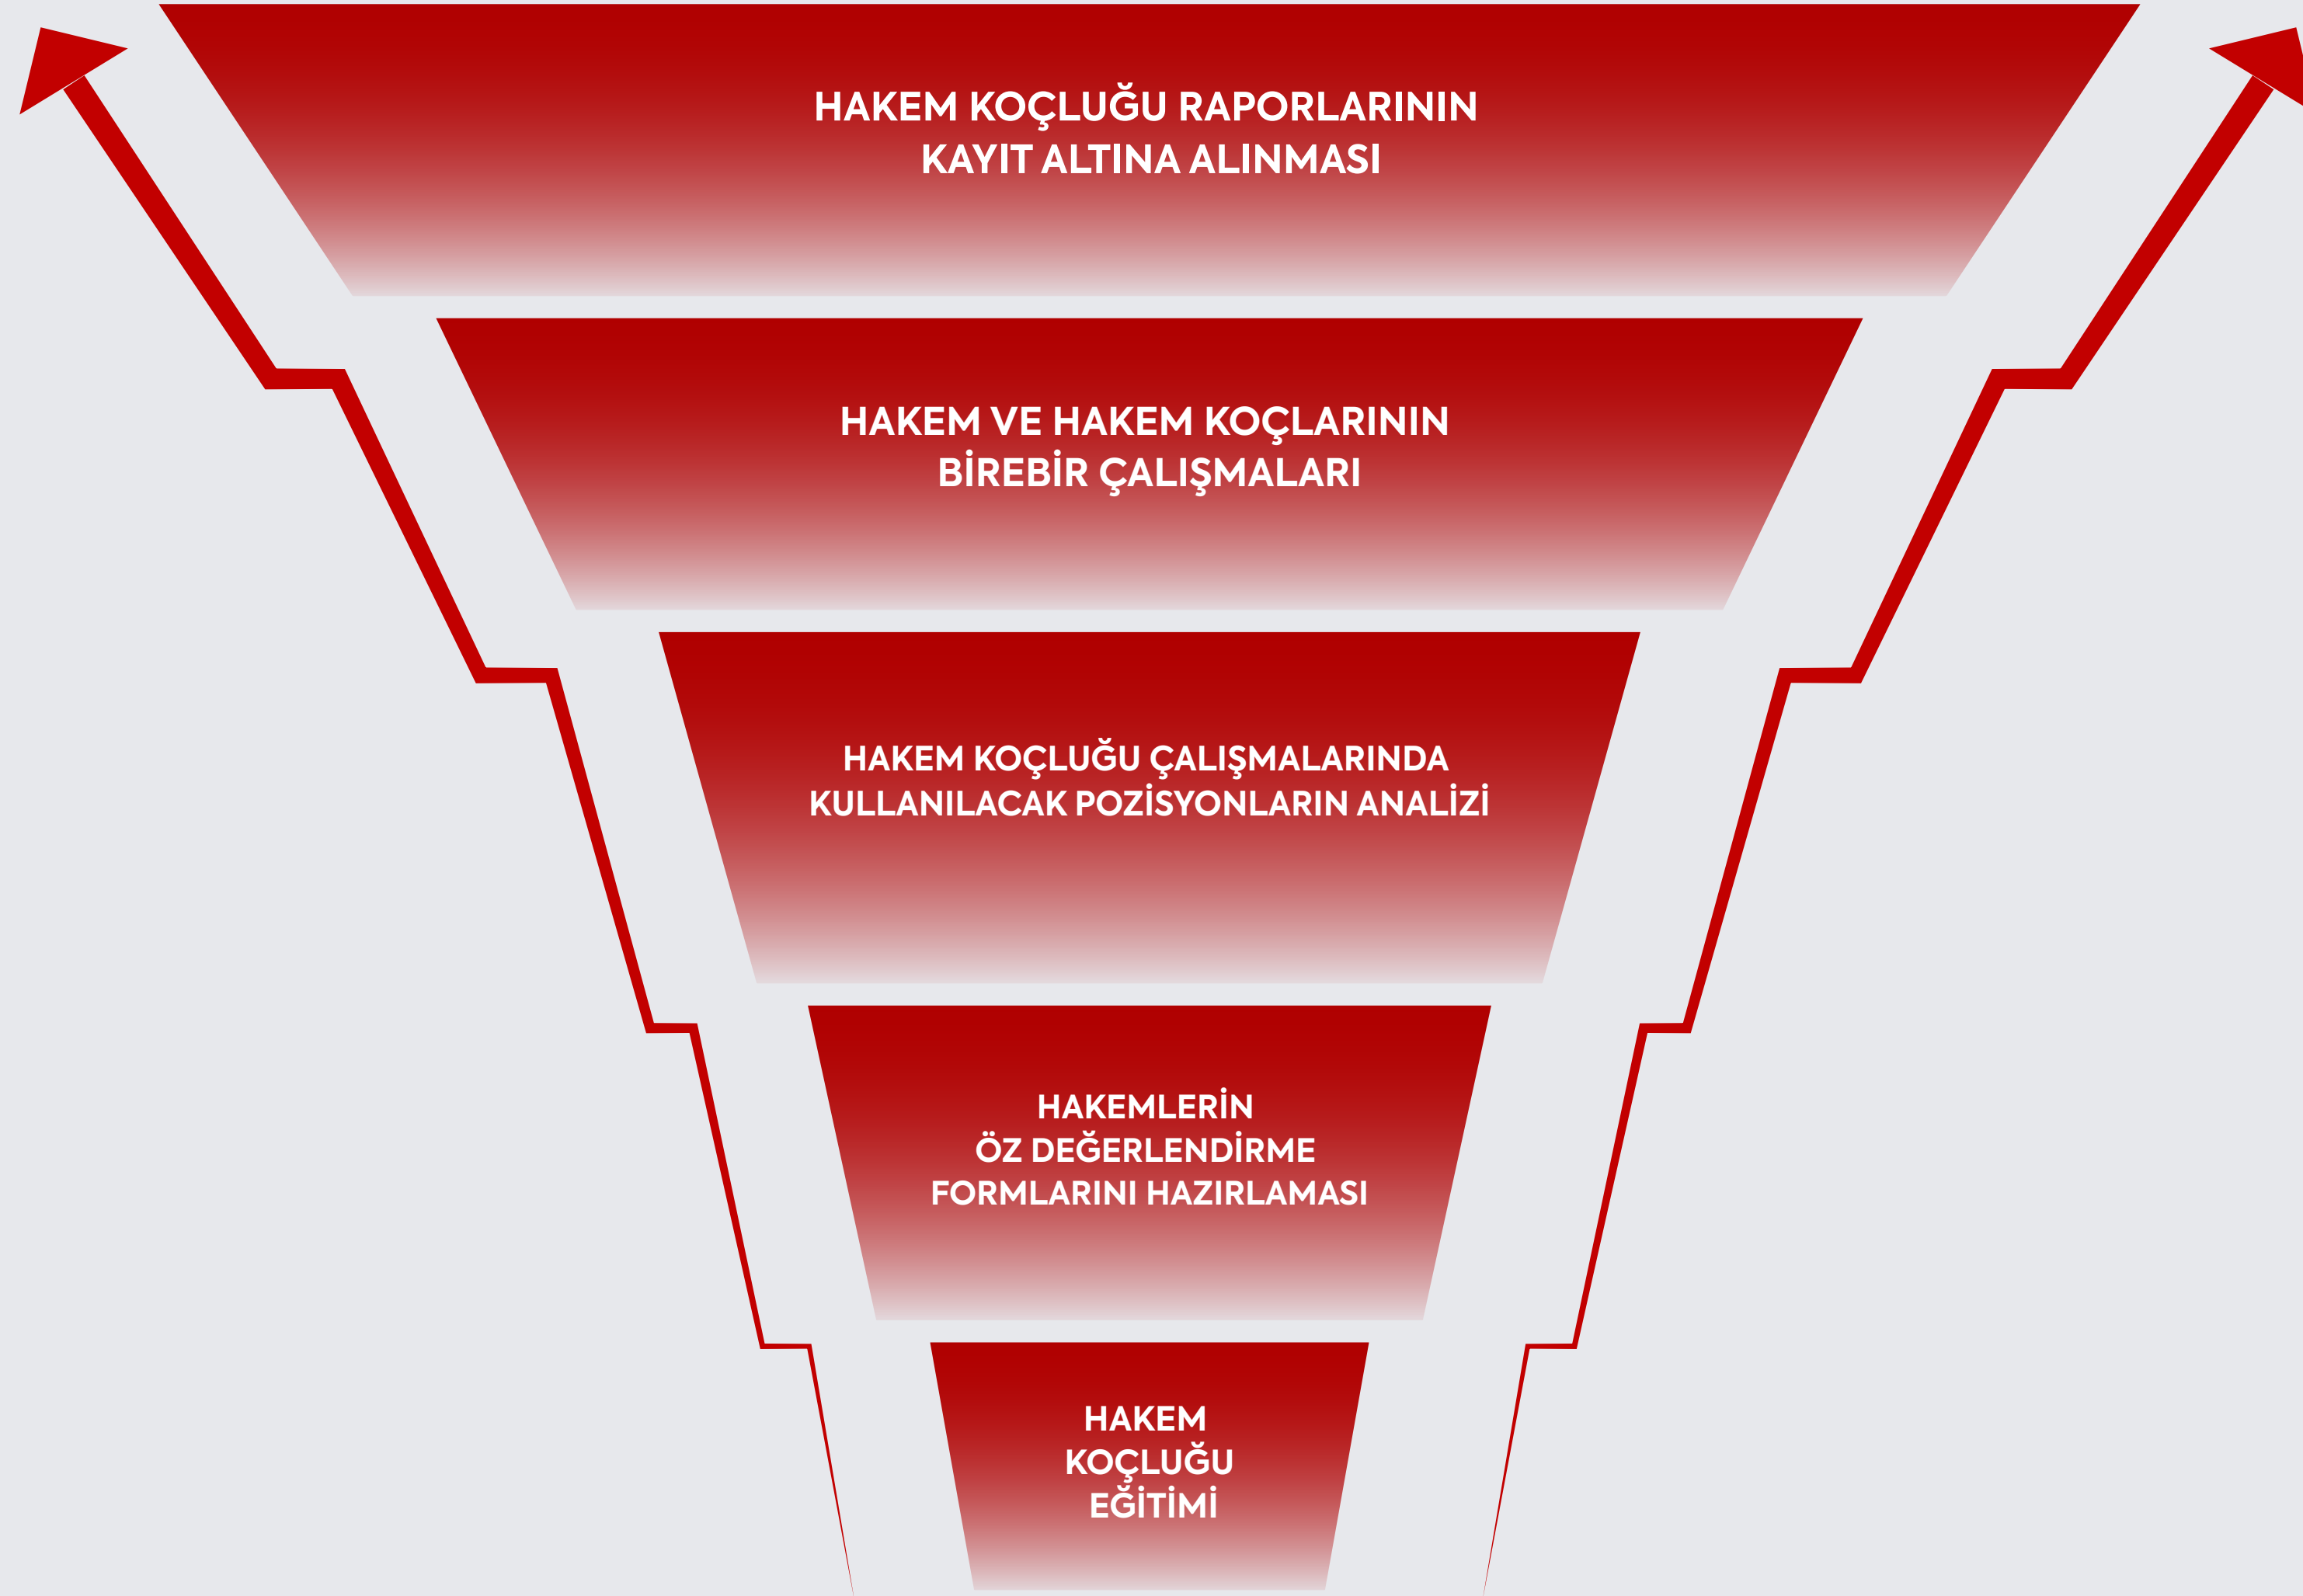 HAKEM KOÇLUĞU RAPORLARININ
KAYIT ALTINA ALINMASI
HAKEM VE HAKEM KOÇLARININ
BİREBİR ÇALIŞMALARI
HAKEM KOÇLUĞU ÇALIŞMALARINDA
KULLANILACAK POZİSYONLARIN ANALİZİ
HAKEMLERİN
ÖZ DEĞERLENDİRME
FORMLARINI HAZIRLAMASI
HAKEM
KOÇLUĞU
EĞİTİMİ